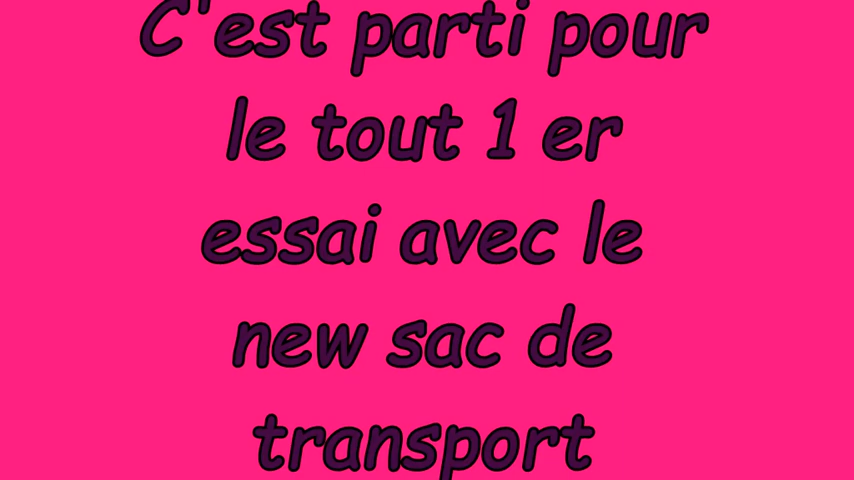 C'est parti pour
le tout 1 er
essai avec le
new sac de
transport